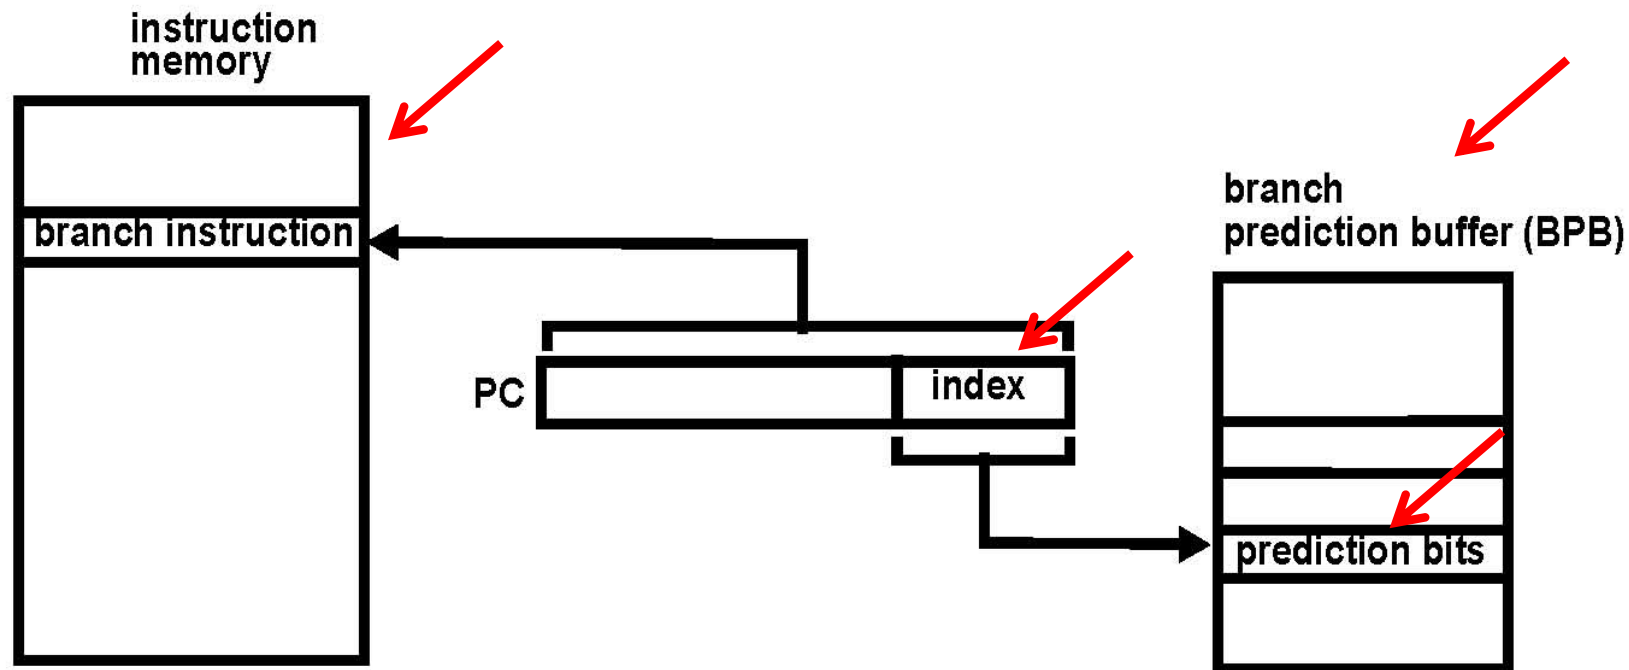 instruction
memory
branch instruction
PC
index
branch
prediction buffer (BPB)
prediction bits